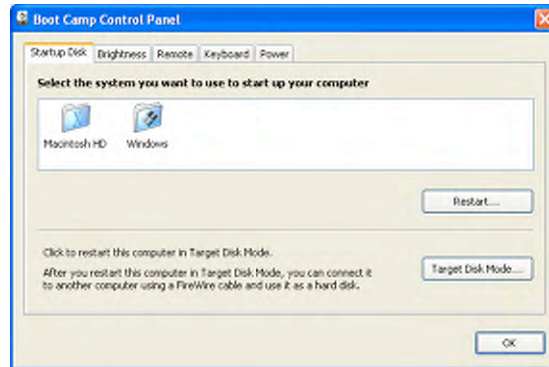 Boot Camp Control Panel
Startup Disk Brightness Remote Keyboard Power
Select the system you want to use to start up your computer
Macintosh HD Windows
Restart...
Click to restart this computer in Target Disk Mode.
After you restart this computer in Target Disk Mode, you can connect it
to another computer using a FireWire cable and use it as a hard disk.
Target Disk Mode...
OK